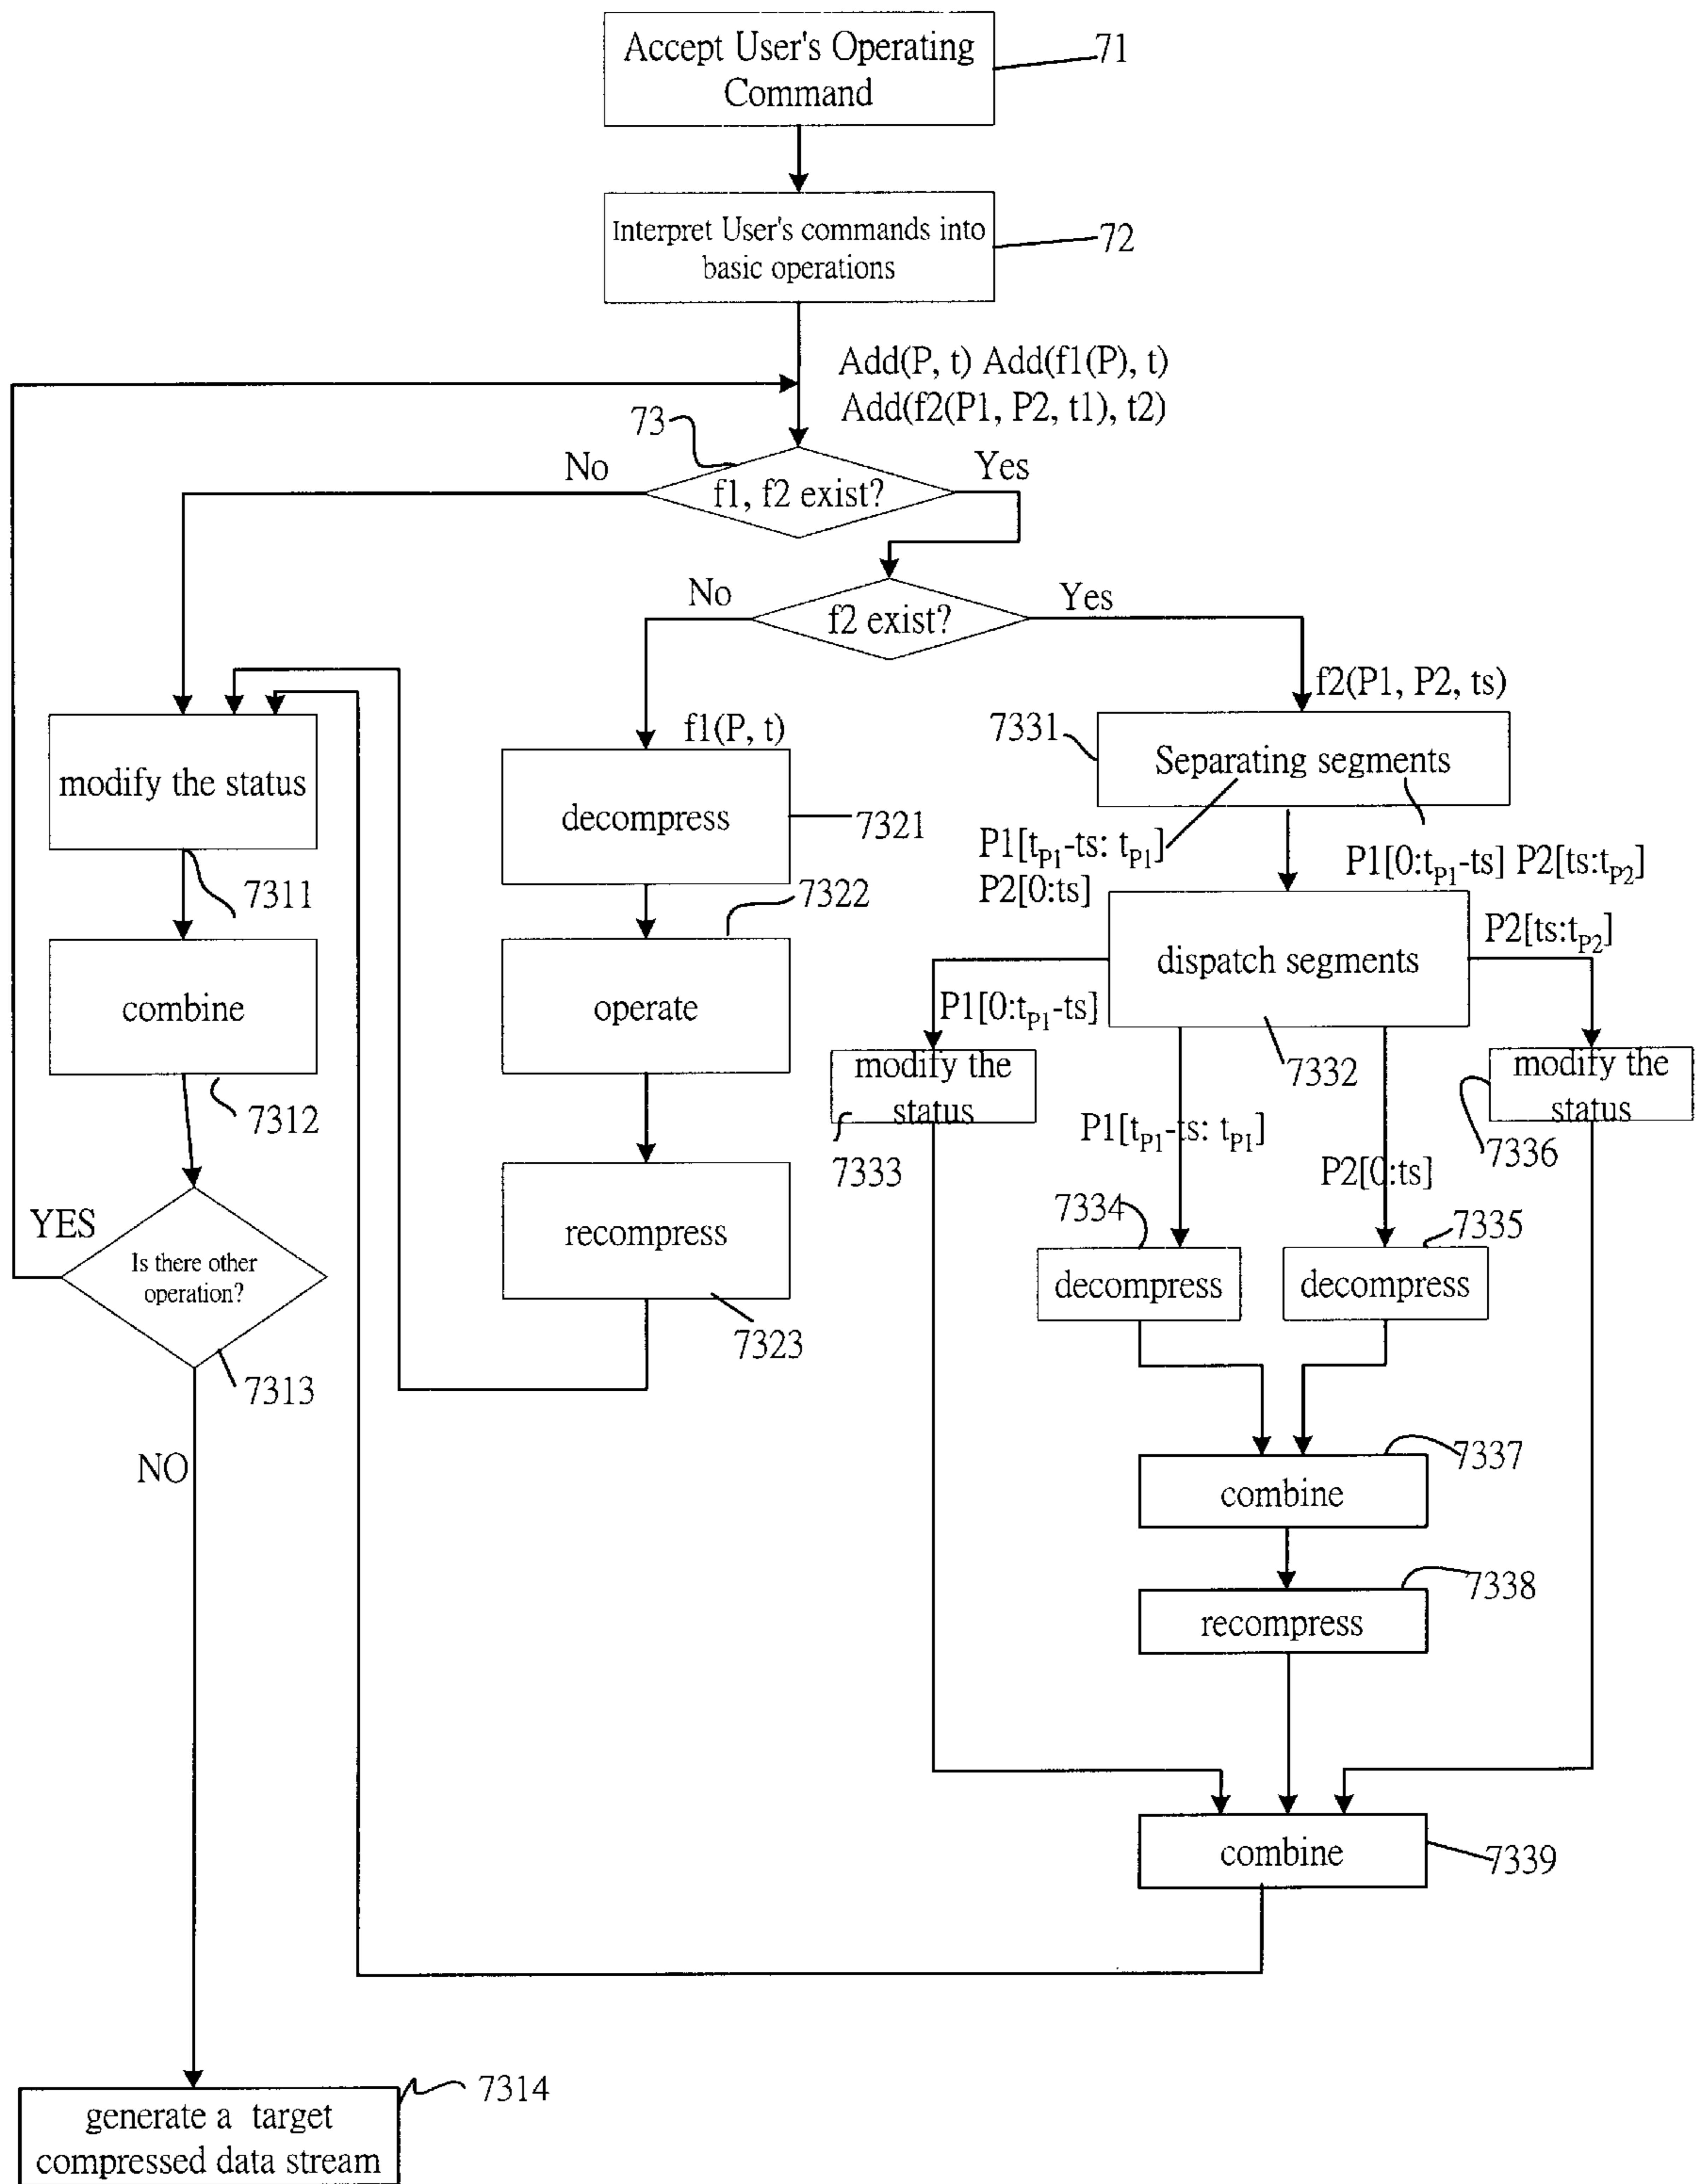 Accept User's Operating
Command
71
Interpret User's commands into
basic operations
72
Add(P, t) Add(f1(P), t)
Add(f2(P1, P2, t1), t2)
73
No
Yes
f1, f2 exist?
No
Yes
f2 exist?
f2(P1, P2, ts)
f1(P, t)
7331
Separating segments
modify the status
decompress
7321
P1[tP1-ts: tP1]
P2[0:ts]
P1[0:tP1-ts] P2[ts:tP2]
7311
7322
P2[ts:tP2]
dispatch segments
combine
operate
P1[0:tP1-ts]
7332
modify the
status
modify the
status
7312
P1[tP1-ts: tP1]
7333
7336
P2[0:ts]
YES
7334
7335
recompress
Is there other
operation?
decompress
decompress
7323
7313
NO
7337
combine
7338
recompress
combine
7339
7314
generate a target
compressed data stream